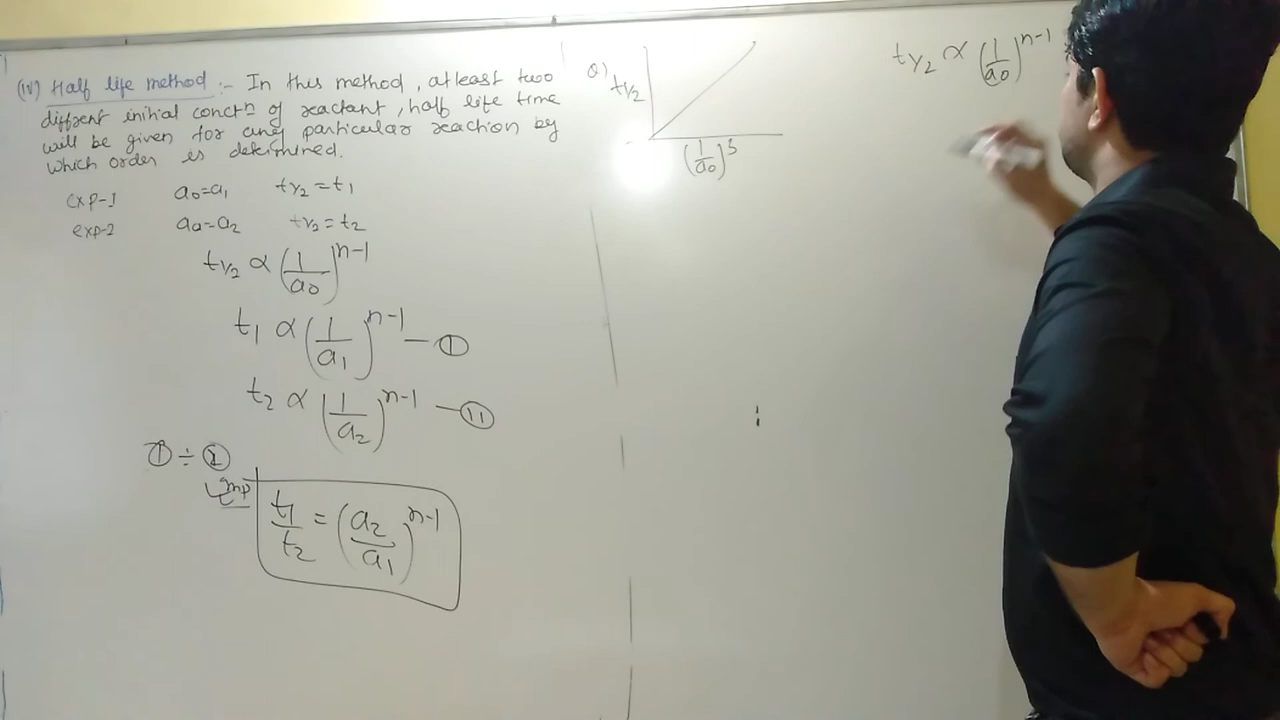 (IV) Half life method :- In this method, atleast two
diffrent initial concⁿ of reactant, half life time
will be given for any particular reaction by
which order is detrimined.
exp-1 a₀=a₁ t½=t₁
exp-2 a₀=a₂ t½=t₂
t½ ∝ (1/a₀)ⁿ⁻¹
t₁ ∝ (1/a₁)ⁿ⁻¹ — ①
t₂ ∝ (1/a₂)ⁿ⁻¹ — ⑪
① ÷ ②
Imp t₁/t₂ = (a₂/a₁)ⁿ⁻¹
Q)
t½
(1/a₀)³
t½ ∝ (1/a₀)ⁿ⁻¹